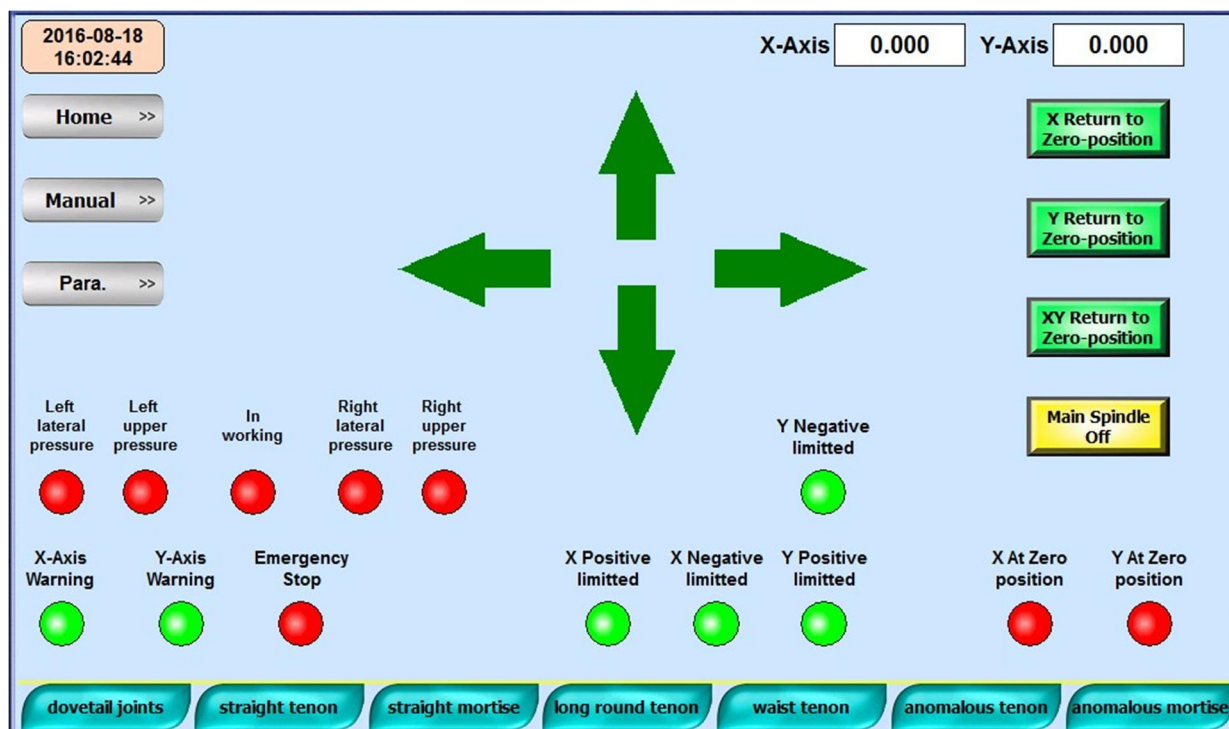 2016-08-18
16:02:44
X-Axis 0.000 Y-Axis 0.000
Home >>
Manual >>
Para. >>
X Return to
Zero-position
Y Return to
Zero-position
XY Return to
Zero-position
Main Spindle
Off
Left
lateral
pressure
Left
upper
pressure
In
working
Right
lateral
pressure
Right
upper
pressure
Y Negative
limitted
X-Axis
Warning
Y-Axis
Warning
Emergency
Stop
X Positive
limitted
X Negative
limitted
Y Positive
limitted
X At Zero
position
Y At Zero
position
dovetail joints
straight tenon
straight mortise
long round tenon
waist tenon
anomalous tenon
anomalous mortise